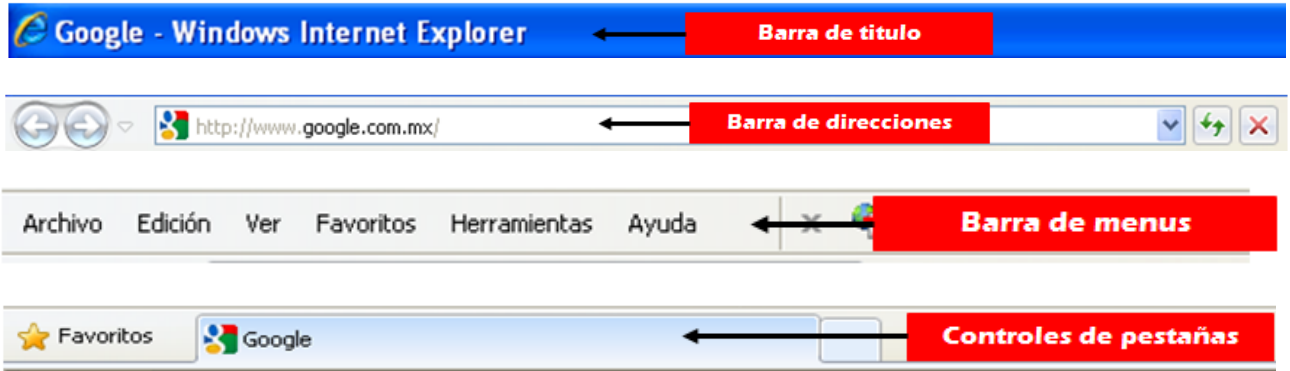 Google - Windows Internet Explorer Barra de titulo
http://www.google.com.mx/ Barra de direcciones
Archivo Edición Ver Favoritos Herramientas Ayuda Barra de menus
Favoritos Google Controles de pestañas